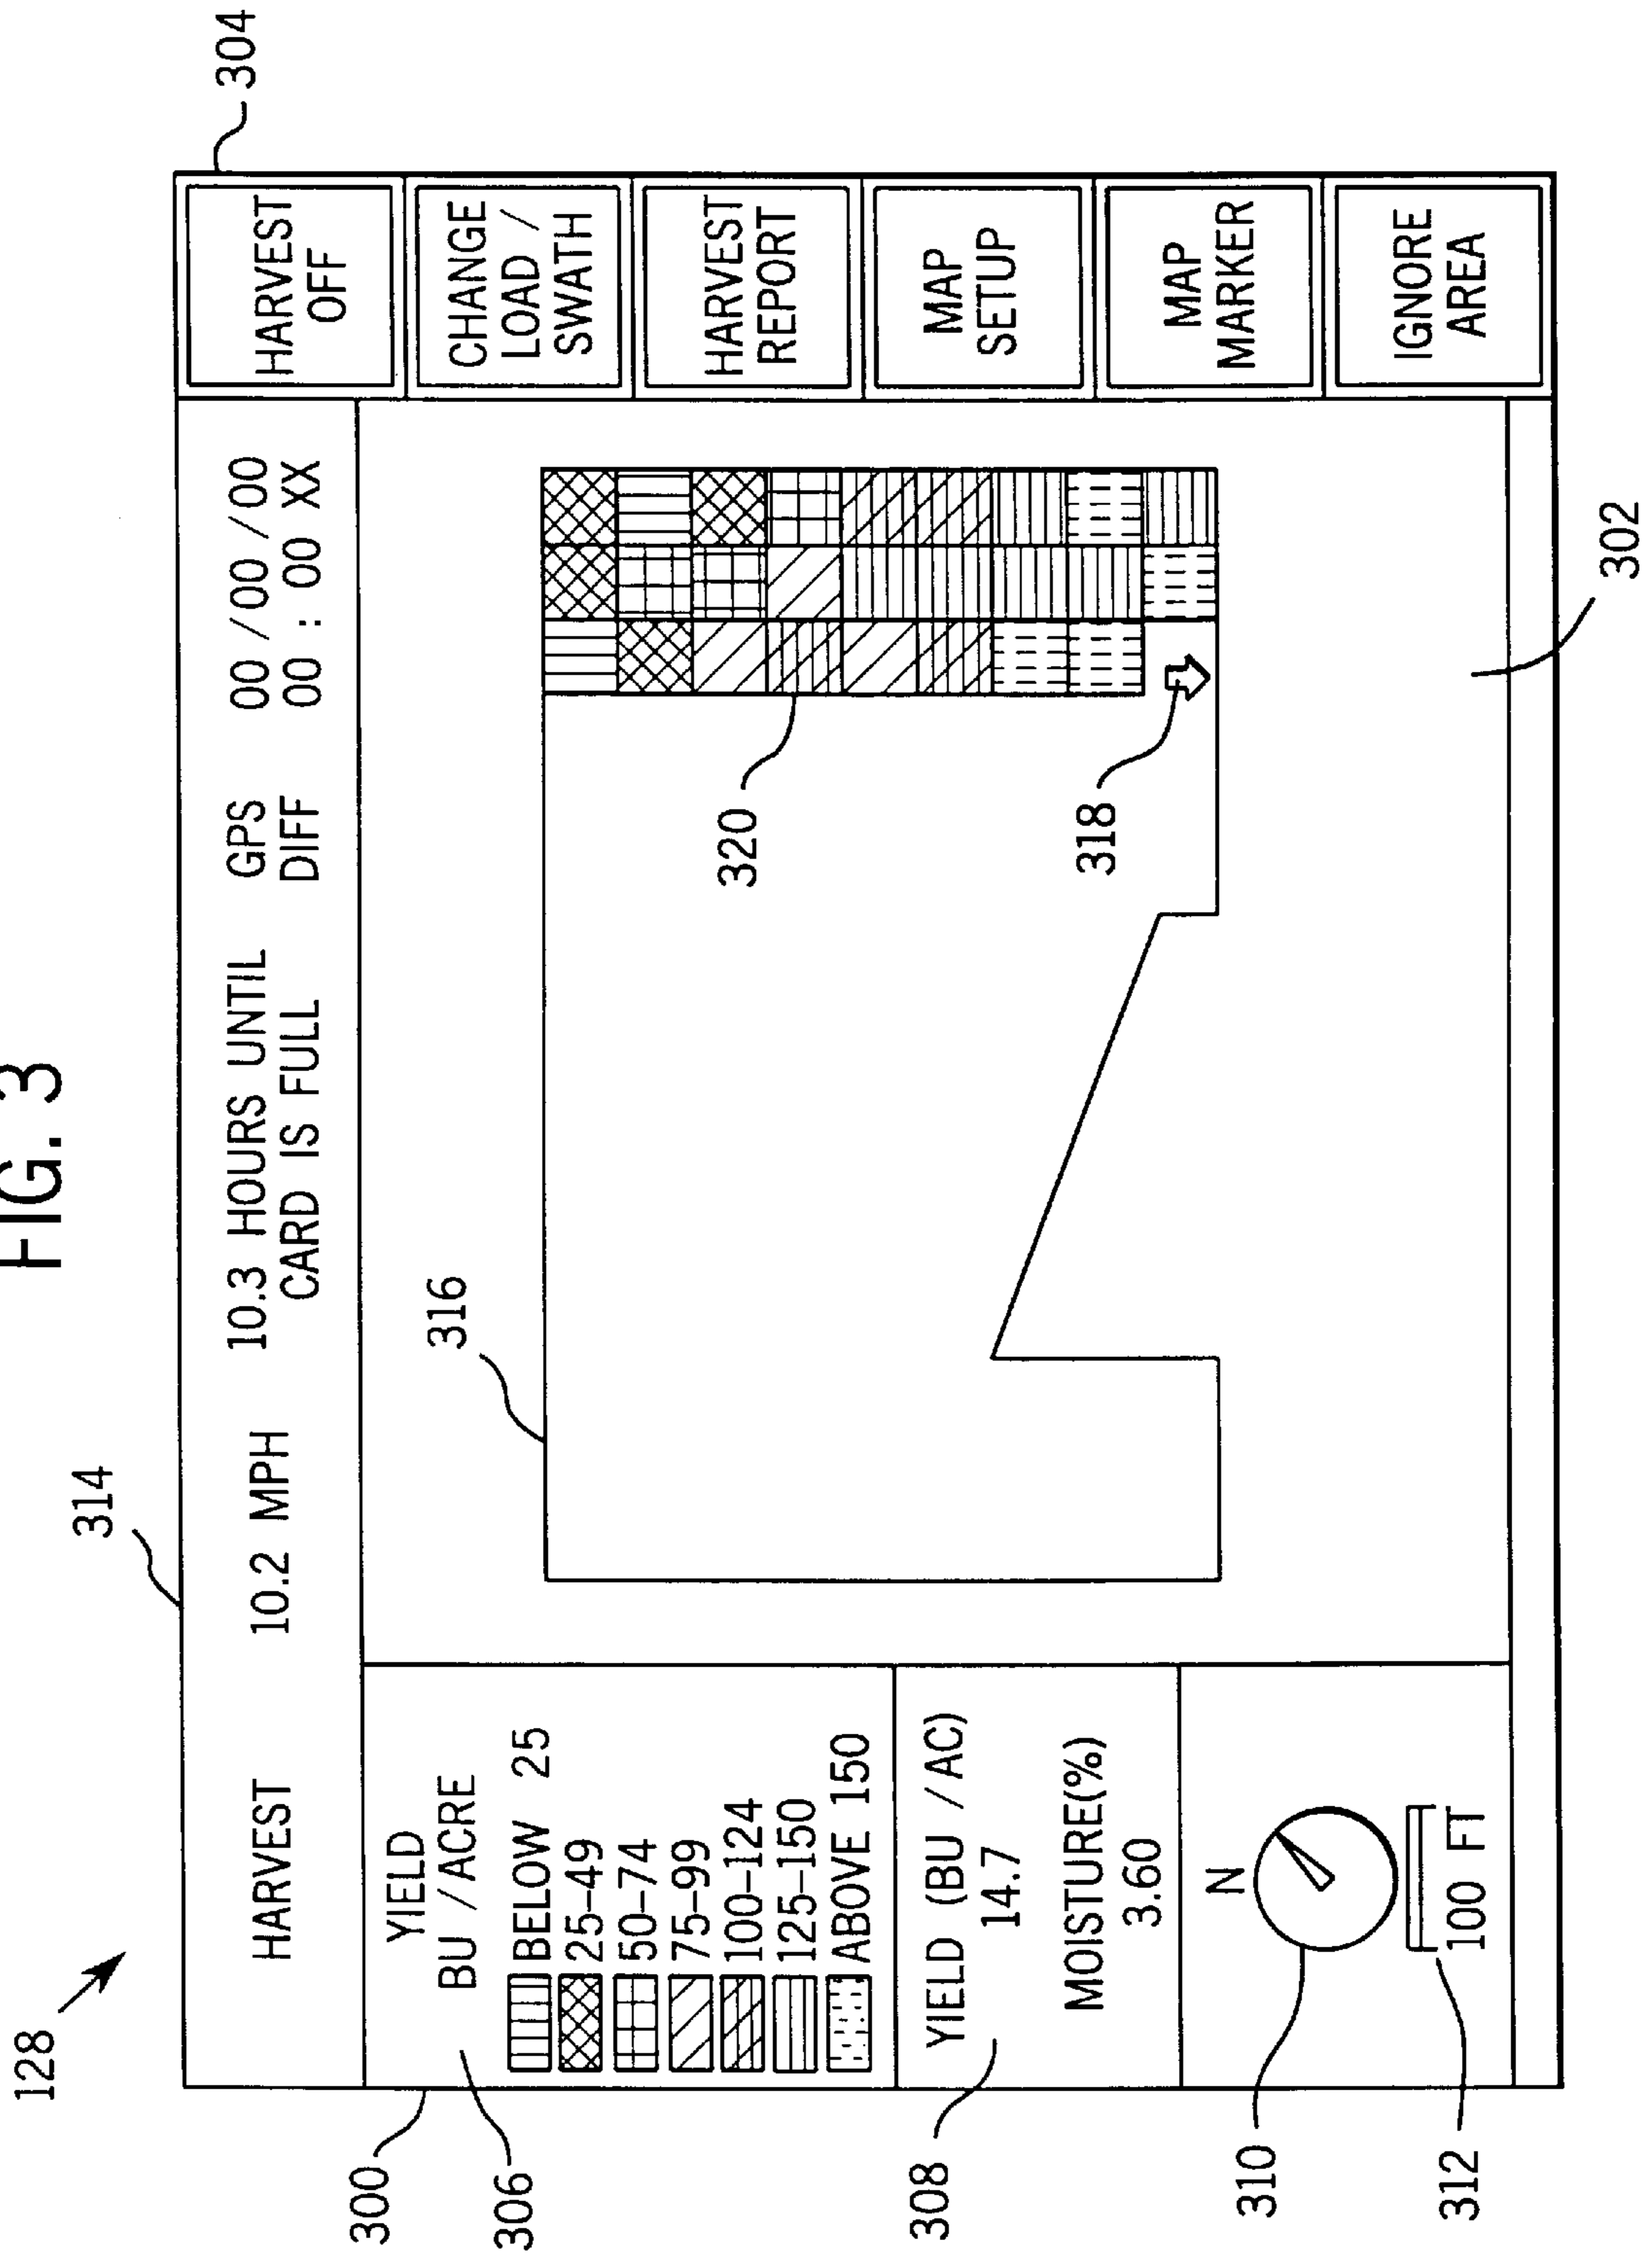 FIG. 3
128
314
304
HARVEST
10.2 MPH
10.3 HOURS UNTIL
CARD IS FULL
GPS
DIFF
00 / 00 / 00
00 : 00 XX
HARVEST
OFF
CHANGE
LOAD /
SWATH
HARVEST
REPORT
MAP
SETUP
MAP
MARKER
IGNORE
AREA
300
306
YIELD
BU / ACRE
BELOW 25
25–49
50–74
75–99
100–124
125–150
ABOVE 150
308
YIELD (BU / AC)
14.7
MOISTURE(%)
3.60
310
N
312
100 FT
316
320
318
302